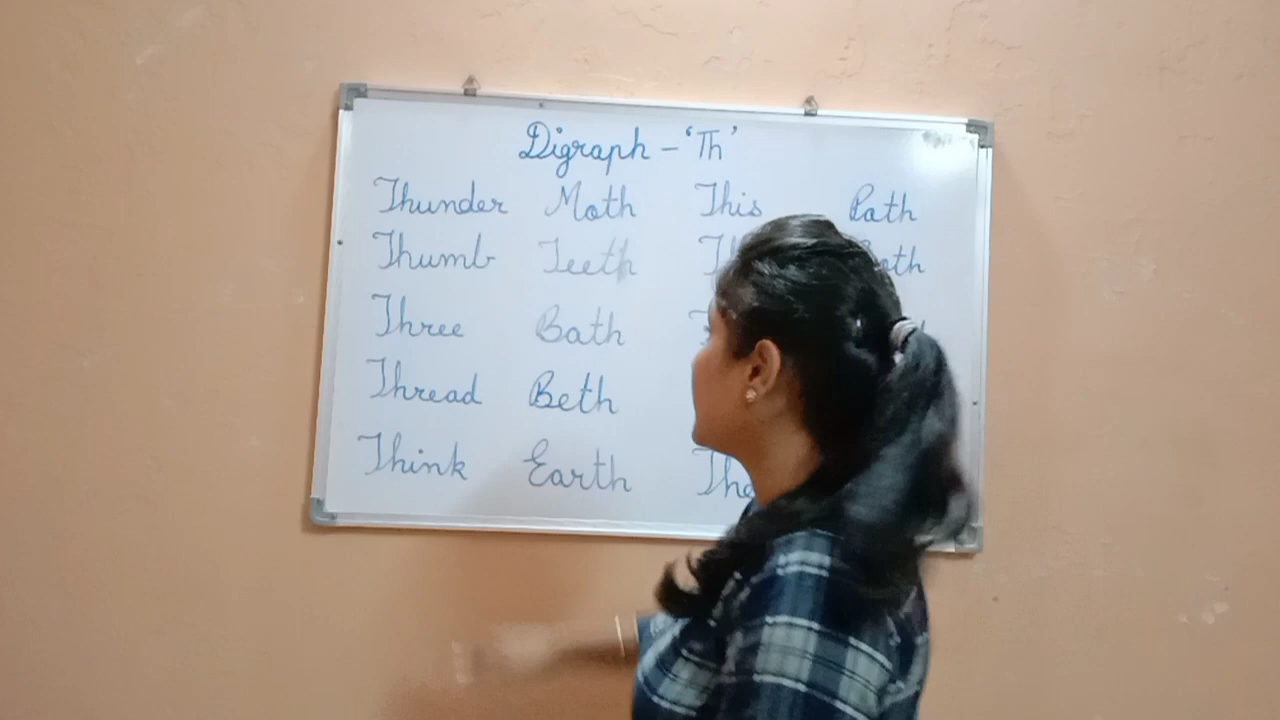 Digraph - 'Th'
Thunder Moth This Path
Thumb Teeth
Three Bath
Thread Beth
Think Earth